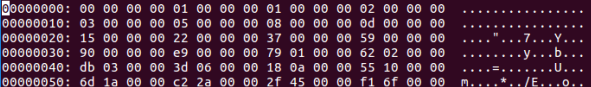 00000000: 00 00 00 00 01 00 00 00 01 00 00 00 02 00 00 00 ................
00000010: 03 00 00 00 05 00 00 00 08 00 00 00 0d 00 00 00 ................
00000020: 15 00 00 00 22 00 00 00 37 00 00 00 59 00 00 00 ...."...7...Y...
00000030: 90 00 00 00 e9 00 00 00 79 01 00 00 62 02 00 00 ........y...b...
00000040: db 03 00 00 3d 06 00 00 18 0a 00 00 55 10 00 00 ....=.......U...
00000050: 6d 1a 00 00 c2 2a 00 00 2f 45 00 00 f1 6f 00 00 m....*../E...o..